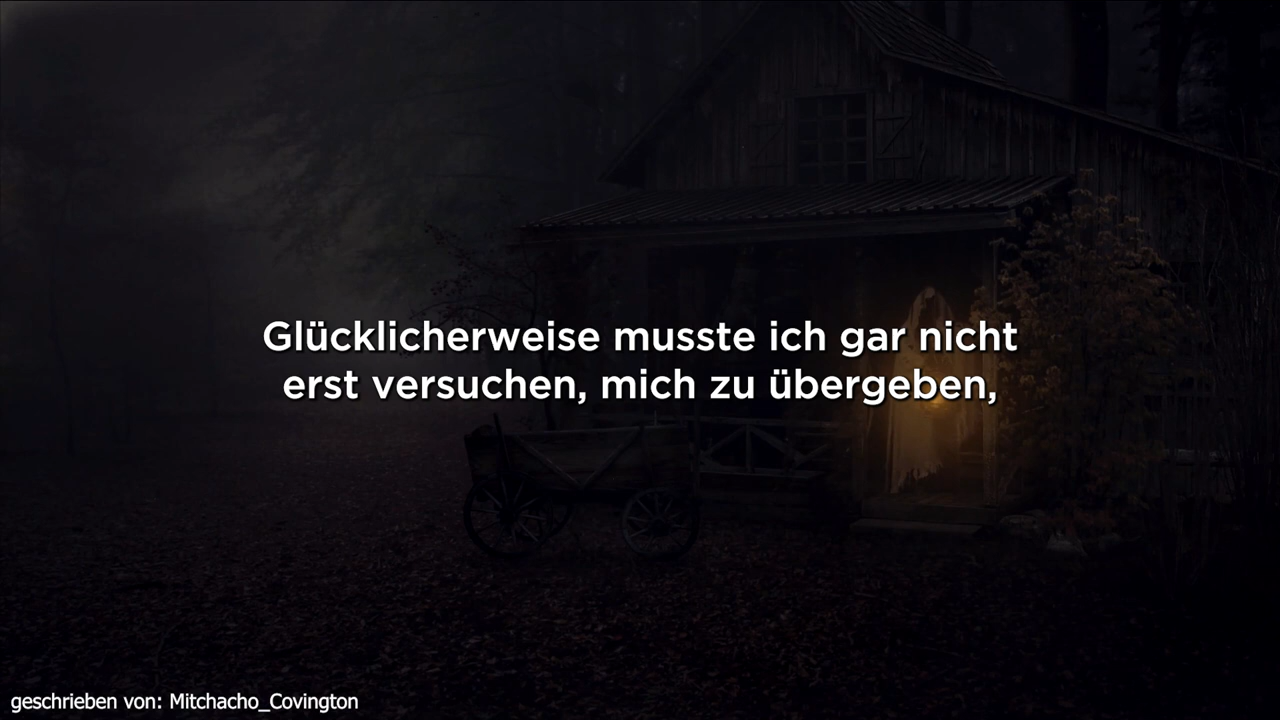 Glücklicherweise musste ich gar nicht
erst versuchen, mich zu übergeben,
geschrieben von: Mitchacho_Covington